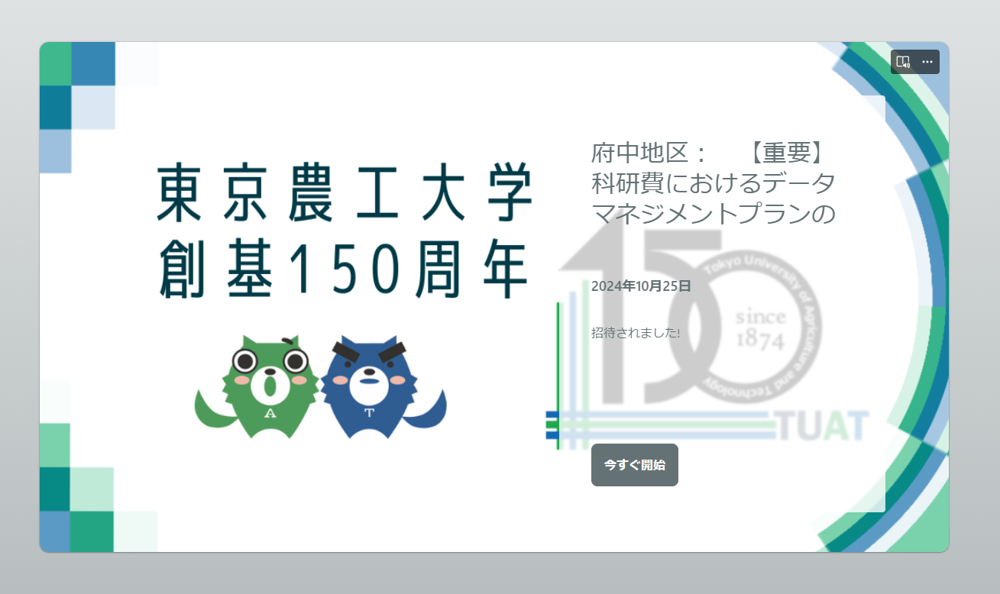 東京農工大学
創基150周年
A
T
府中地区：　【重要】
科研費におけるデータ
マネジメントプランの
2024年10月25日
招待されました!
今すぐ開始
150
Tokyo University of Agriculture and Technology
since
1874
TUAT